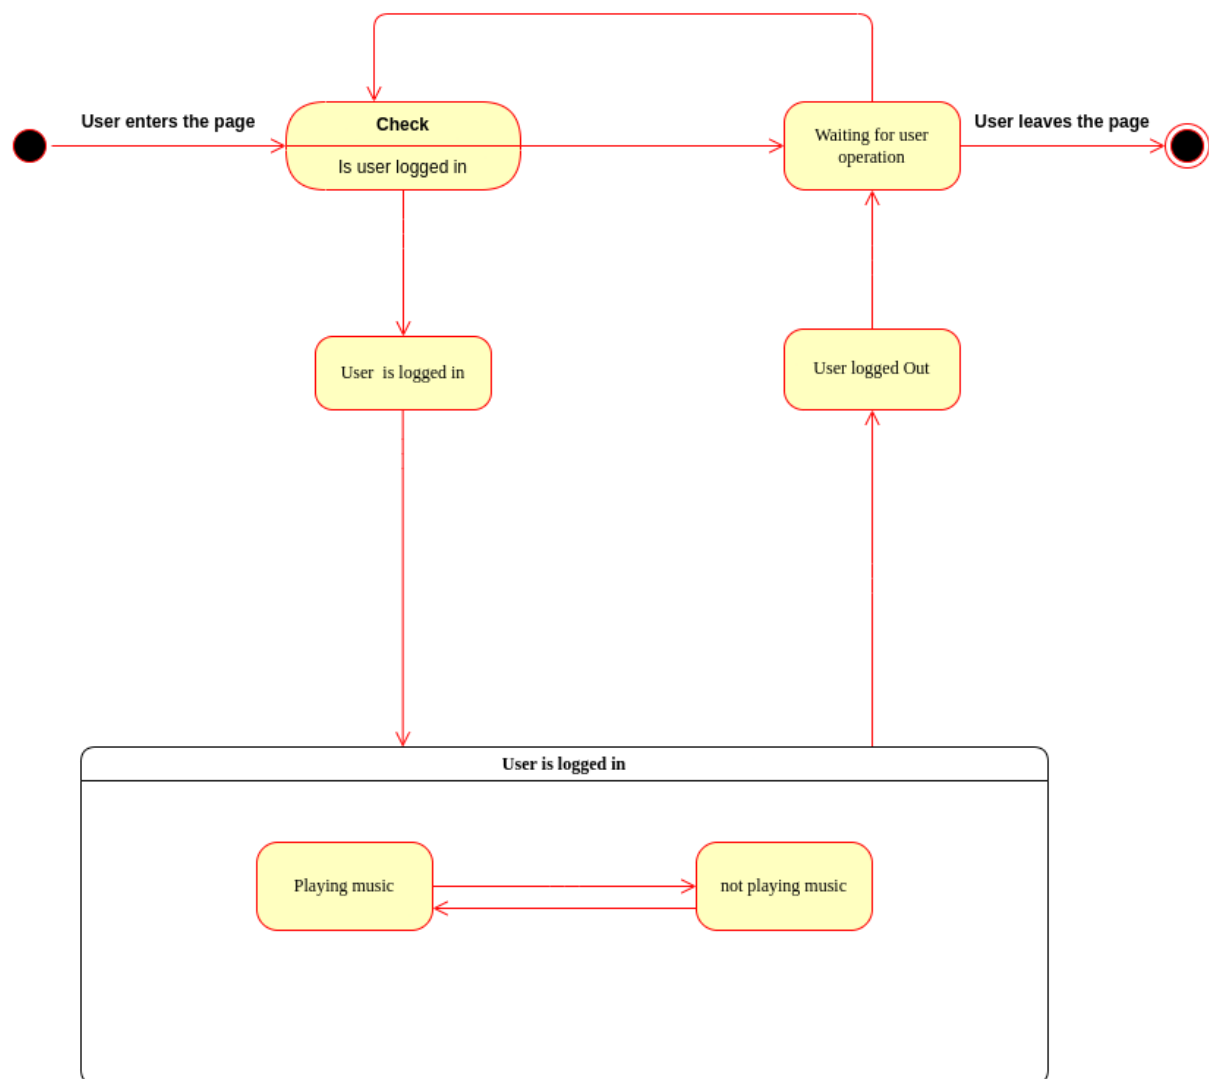 User enters the page
Check
Is user logged in
Waiting for user
operation
User leaves the page
User  is logged in
User logged Out
User is logged in
Playing music
not playing music